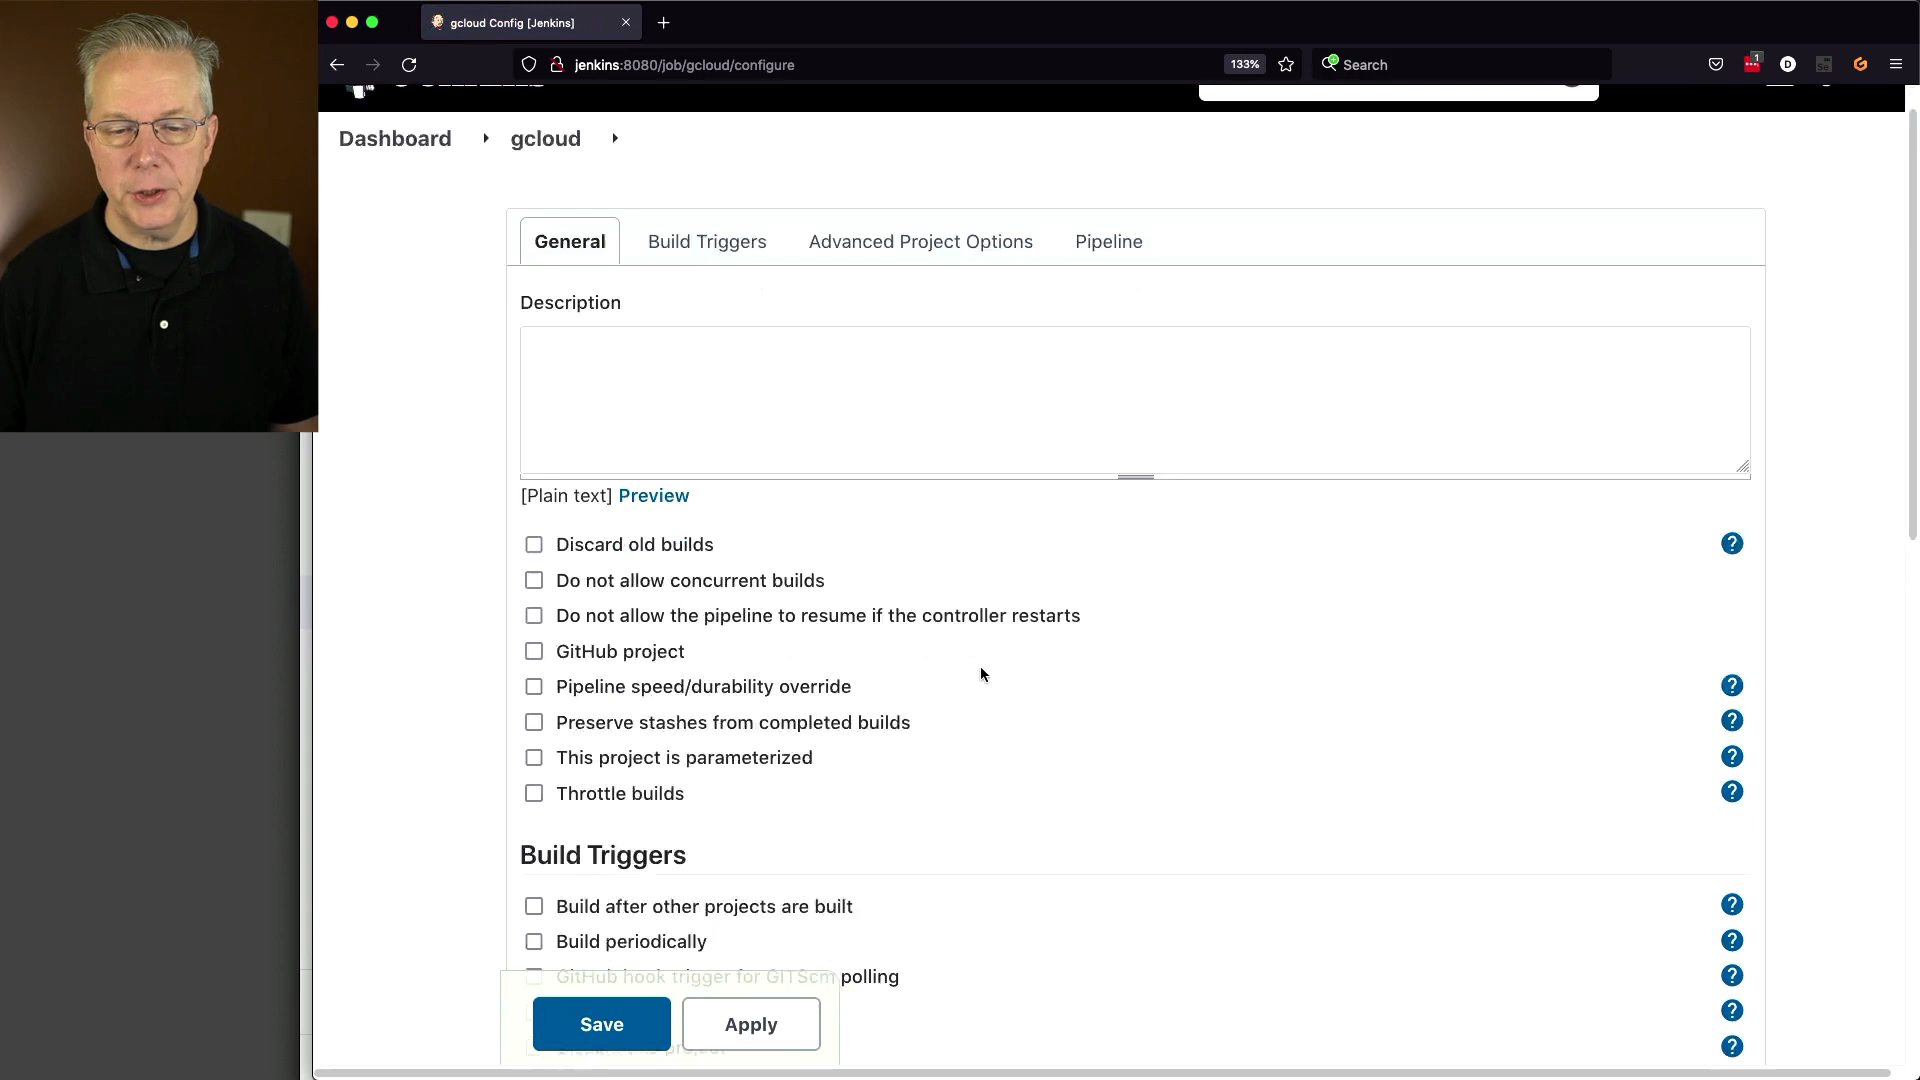 gcloud Config [Jenkins]
jenkins:8080/job/gcloud/configure
133%
Search
1
Dashboard
gcloud
General
Build Triggers
Advanced Project Options
Pipeline
Description
[Plain text] Preview
Discard old builds
Do not allow concurrent builds
Do not allow the pipeline to resume if the controller restarts
GitHub project
Pipeline speed/durability override
Preserve stashes from completed builds
This project is parameterized
Throttle builds
Build Triggers
Build after other projects are built
Build periodically
GitHub hook trigger for GITScm polling
Save
Apply